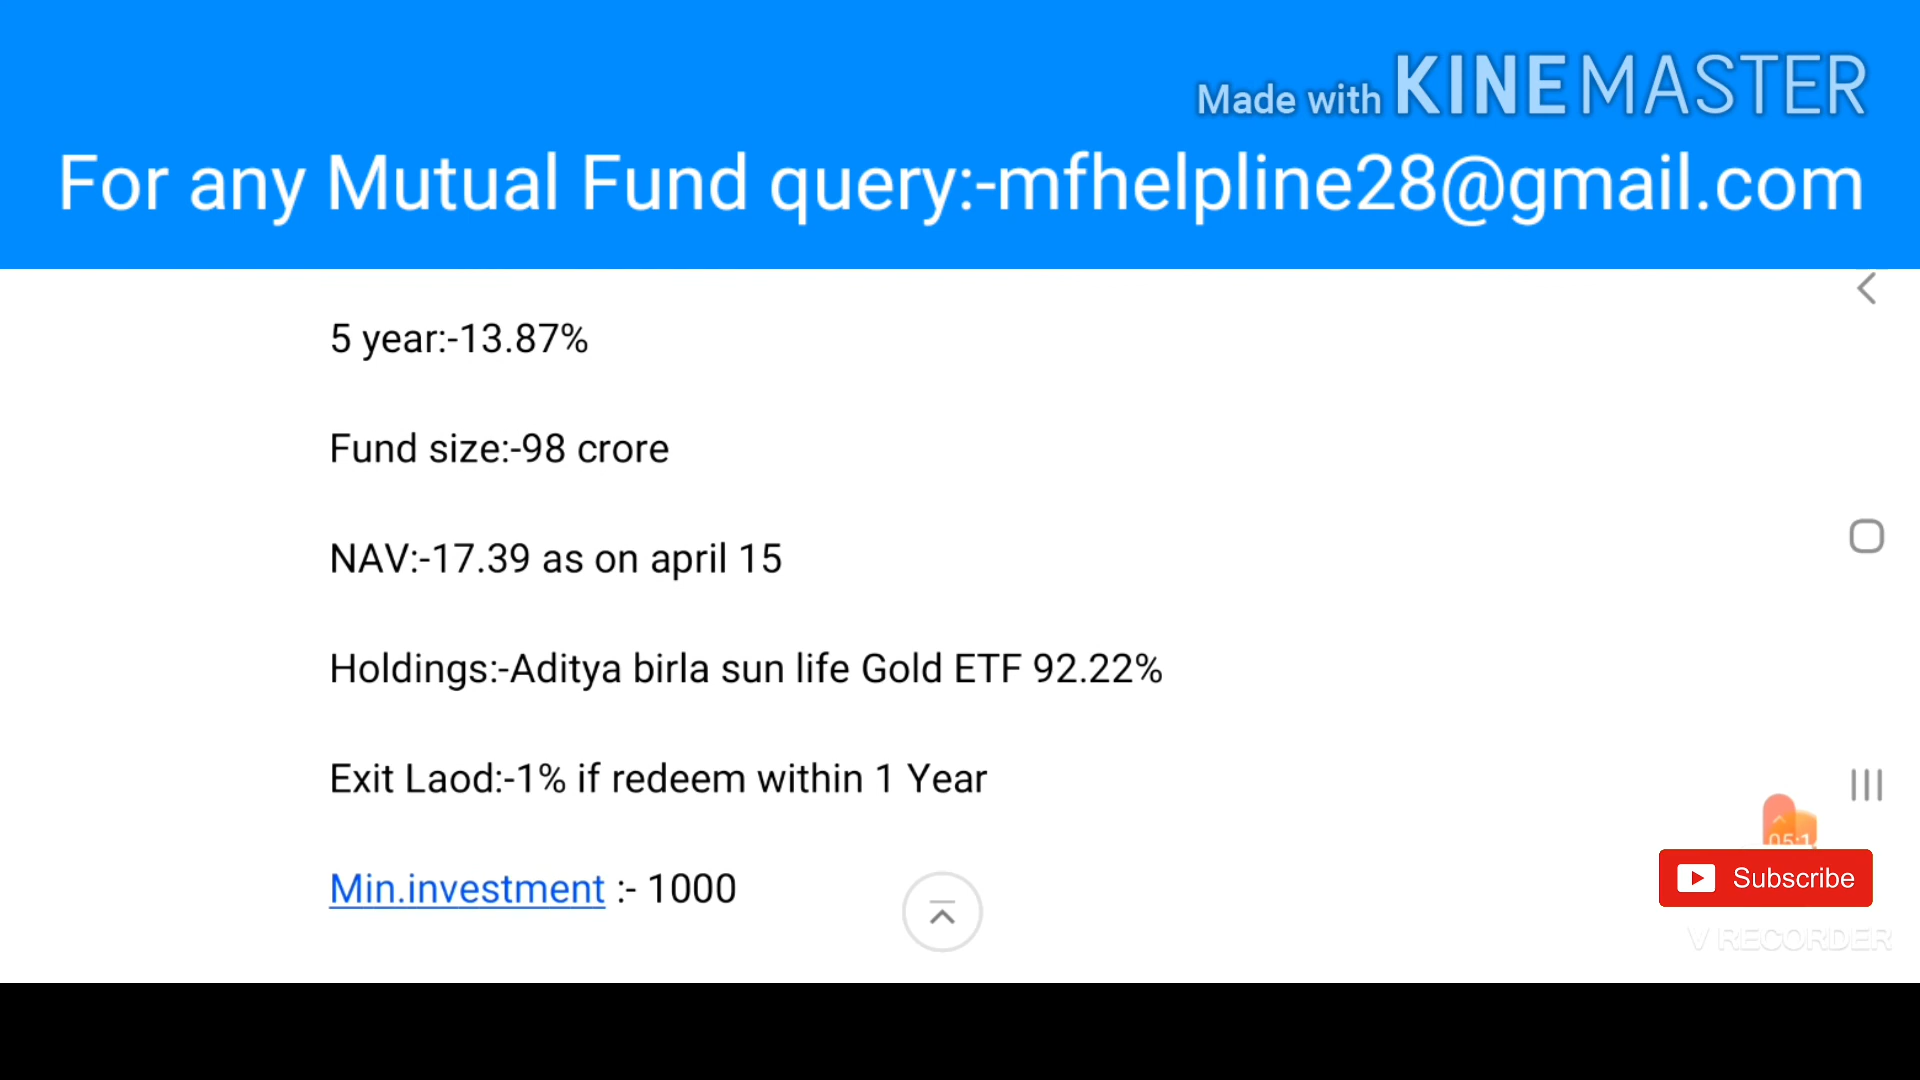 Made with KINEMASTER
For any Mutual Fund query:-mfhelpline28@gmail.com
5 year:-13.87%
Fund size:-98 crore
NAV:-17.39 as on april 15
Holdings:-Aditya birla sun life Gold ETF 92.22%
Exit Laod:-1% if redeem within 1 Year
05:1
Min.investment :- 1000
Subscribe
V RECORDER